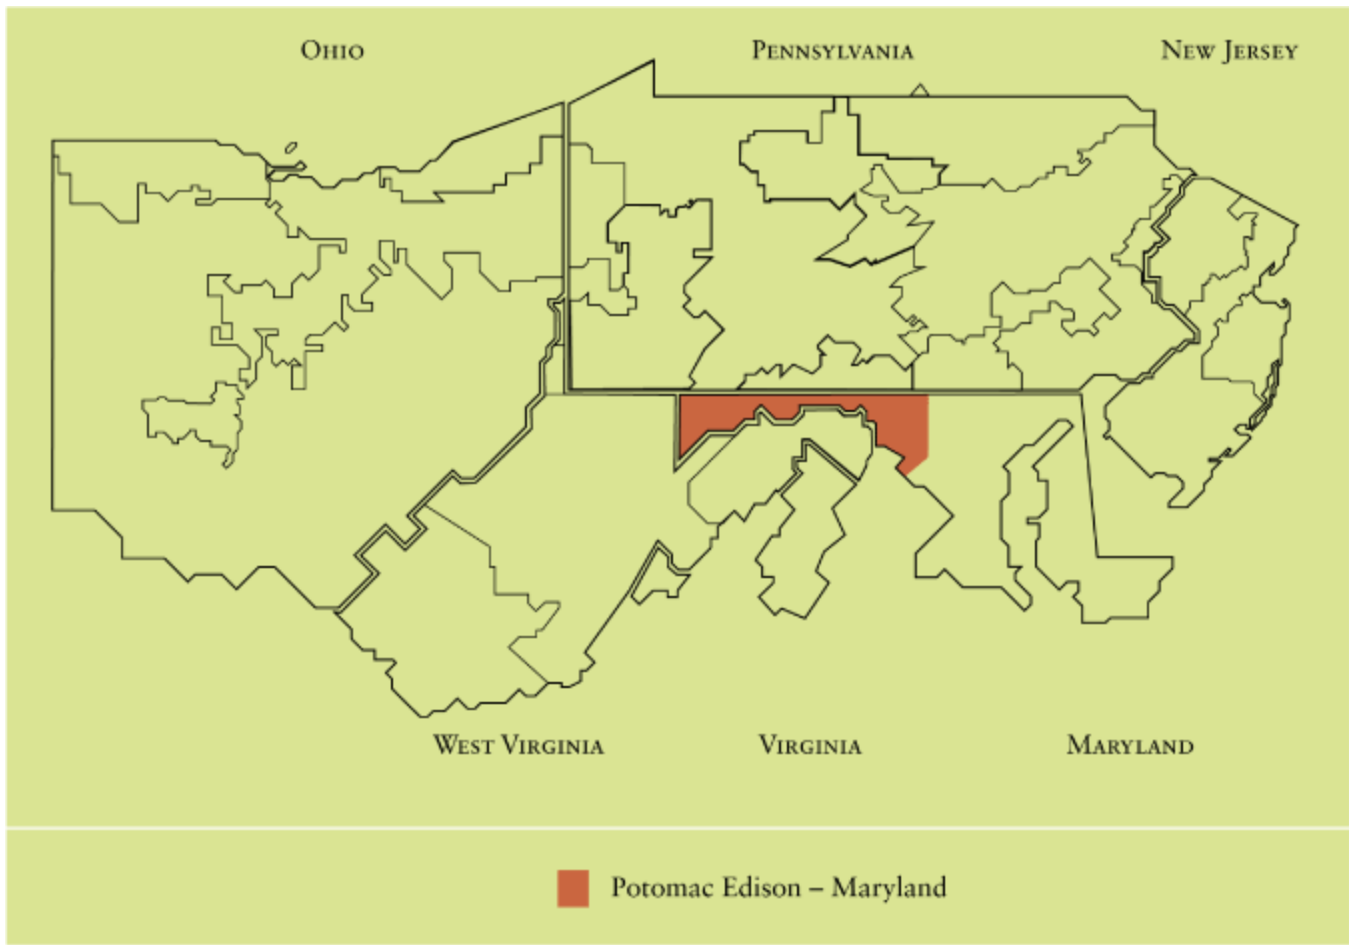 Ohio
Pennsylvania
New Jersey
West Virginia
Virginia
Maryland
Potomac Edison – Maryland